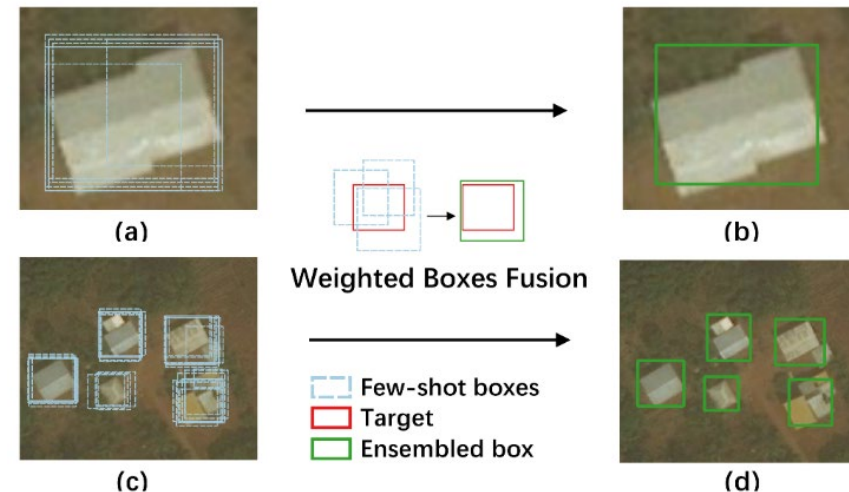 (a)
(b)
Weighted Boxes Fusion
Few-shot boxes
Target
Ensembled box
(c)
(d)